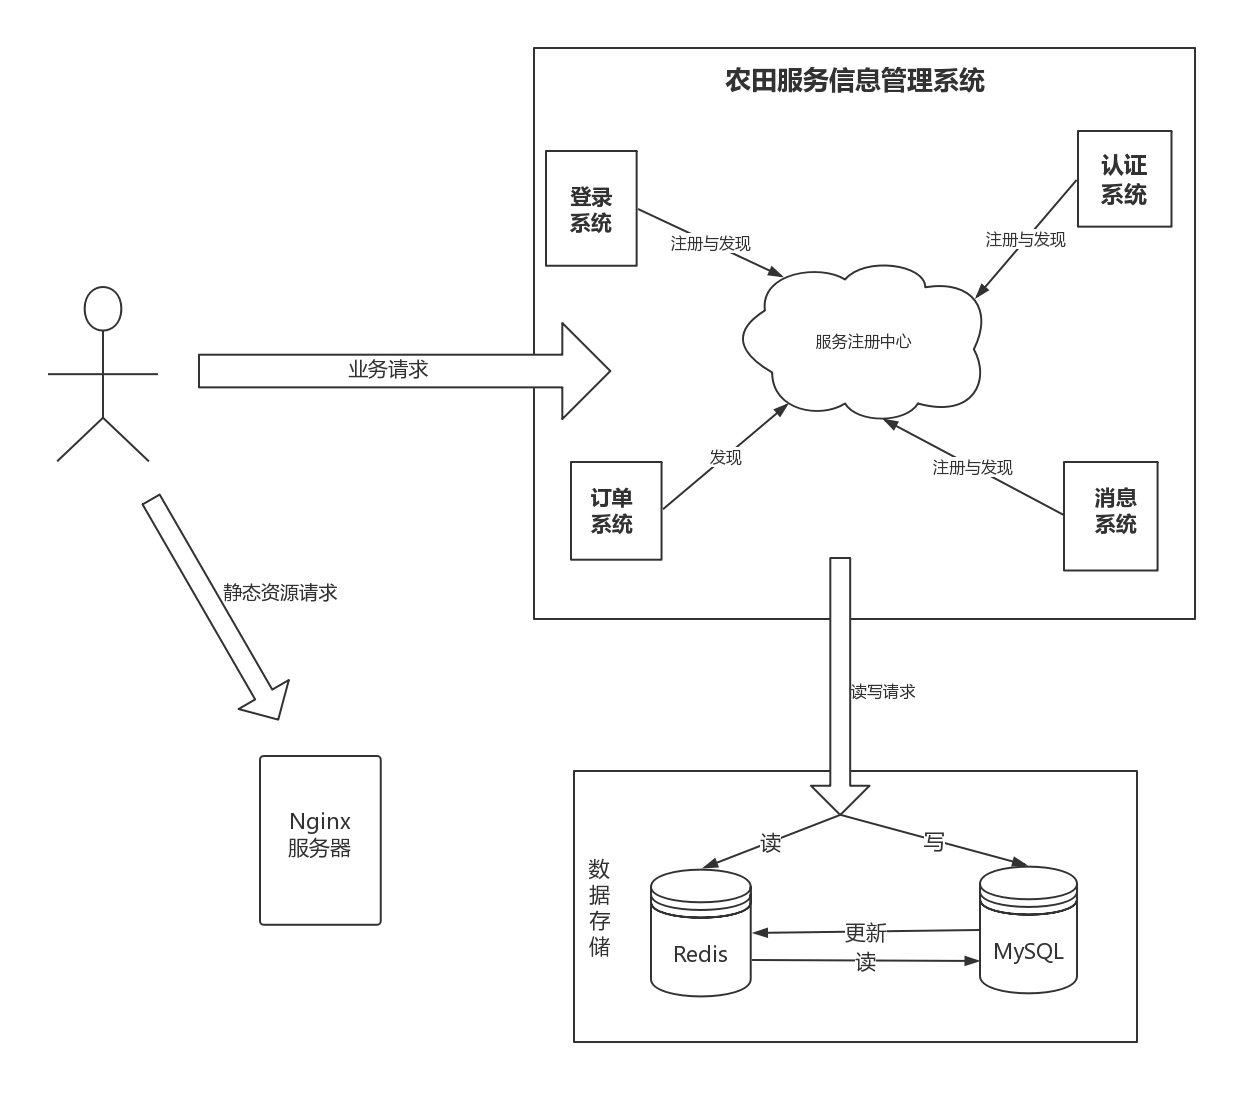 农田服务信息管理系统
登录
系统
认证
系统
注册与发现
注册与发现
服务注册中心
业务请求
发现
注册与发现
订单
系统
消息
系统
静态资源请求
读写请求
Nginx
服务器
数
据
存
储
读
写
更新
读
Redis
MySQL